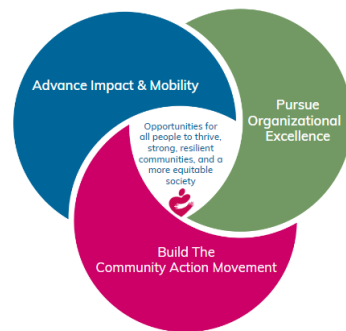 Advance Impact & Mobility
Pursue
Organizational
Excellence
Opportunities for
all people to thrive,
strong, resilient
communities, and a
more equitable
society
Build The
Community Action Movement